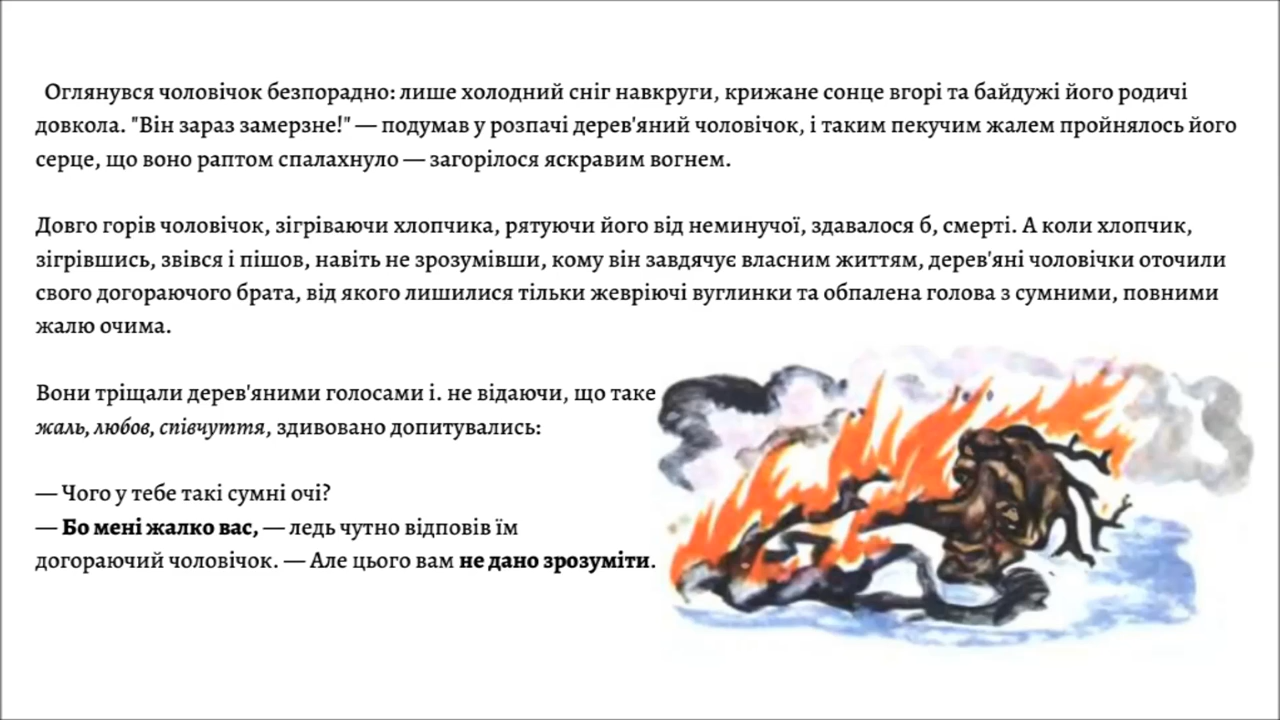 Оглянувся чоловічок безпорадно: лише холодний сніг навкруги, крижане сонце вгорі та байдужі його родичі
довкола. "Він зараз замерзне!" — подумав у розпачі дерев'яний чоловічок, і таким пекучим жалем пройнялось його
серце, що воно раптом спалахнуло — загорілося яскравим вогнем.
Довго горів чоловічок, зігріваючи хлопчика, рятуючи його від неминучої, здавалося б, смерті. А коли хлопчик,
зігрівшись, звівся і пішов, навіть не зрозумівши, кому він завдячує власним життям, дерев'яні чоловічки оточили
свого догораючого брата, від якого лишилися тільки жевріючі вуглинки та обпалена голова з сумними, повними
жалю очима.
Вони тріщали дерев'яними голосами і. не відаючи, що таке
жаль, любов, співчуття, здивовано допитувались:
— Чого у тебе такі сумні очі?
— Бо мені жалко вас, — ледь чутно відповів їм
догораючий чоловічок. — Але цього вам не дано зрозуміти.